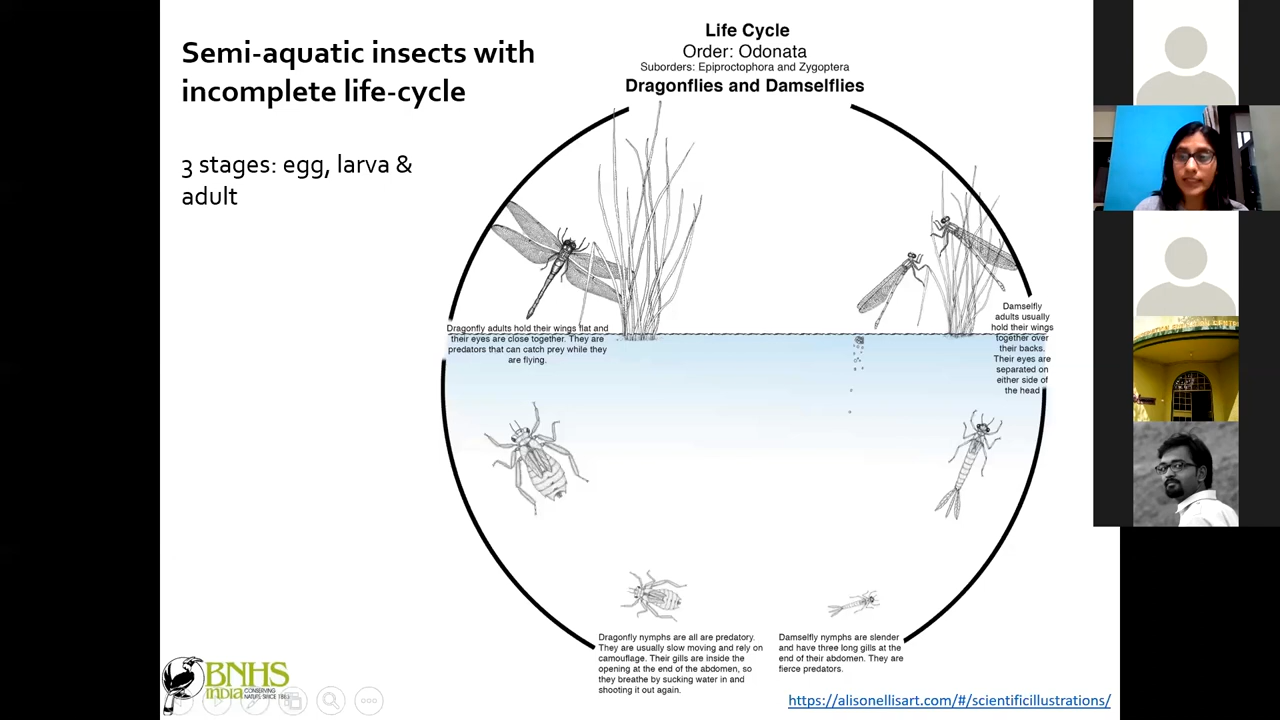 Semi-aquatic insects with
incomplete life-cycle
3 stages: egg, larva &
adult
Life Cycle
Order: Odonata
Suborders: Epiproctophora and Zygoptera
Dragonflies and Damselflies
Dragonfly adults hold their wings flat and
their eyes are close together. They are
predators that can catch prey while they
are flying.
Damselfly
adults usually
hold their wings
together over
their backs.
Their eyes are
separated on
either side of
the head
Dragonfly nymphs are all are predatory.
They are usually slow moving and rely on
camouflage. Their gills are inside the
opening at the end of the abdomen, so
they breathe by sucking water in and
shooting it out again.
Damselfly nymphs are slender
and have three long gills at the
end of their abdomen. They are
fierce predators.
BNHS
INDIA
CONSERVING
NATURE SINCE 1883
https://alisonellisart.com/#/scientificillustrations/